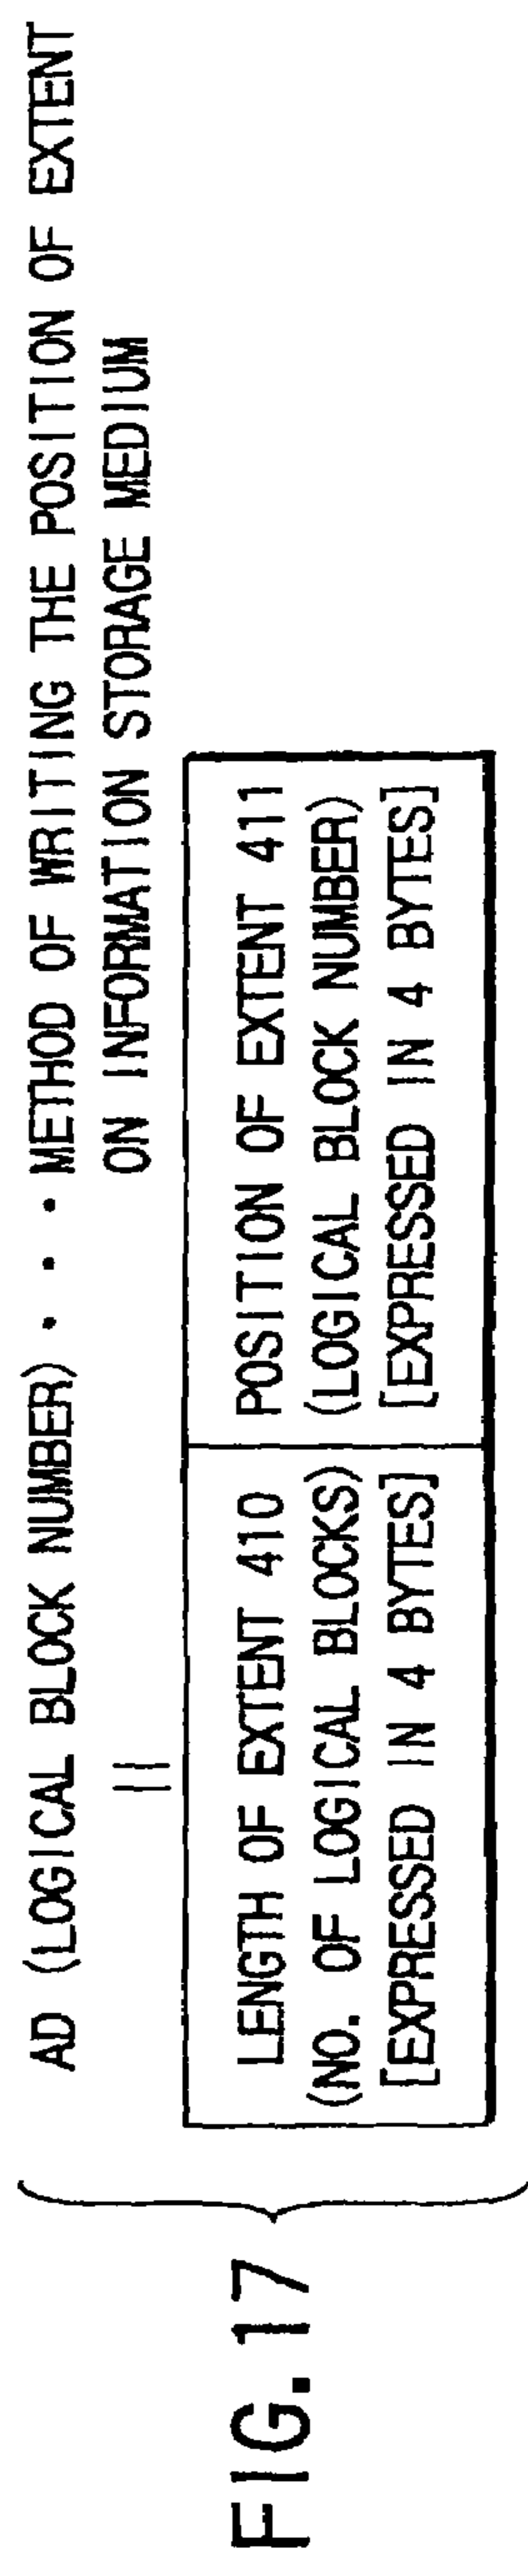 AD (LOGICAL BLOCK NUMBER) • • • METHOD OF WRITING THE POSITION OF EXTENT
ON INFORMATION STORAGE MEDIUM
=
LENGTH OF EXTENT 410
(NO. OF LOGICAL BLOCKS)
[EXPRESSED IN 4 BYTES]
POSITION OF EXTENT 411
(LOGICAL BLOCK NUMBER)
[EXPRESSED IN 4 BYTES]
FIG. 17